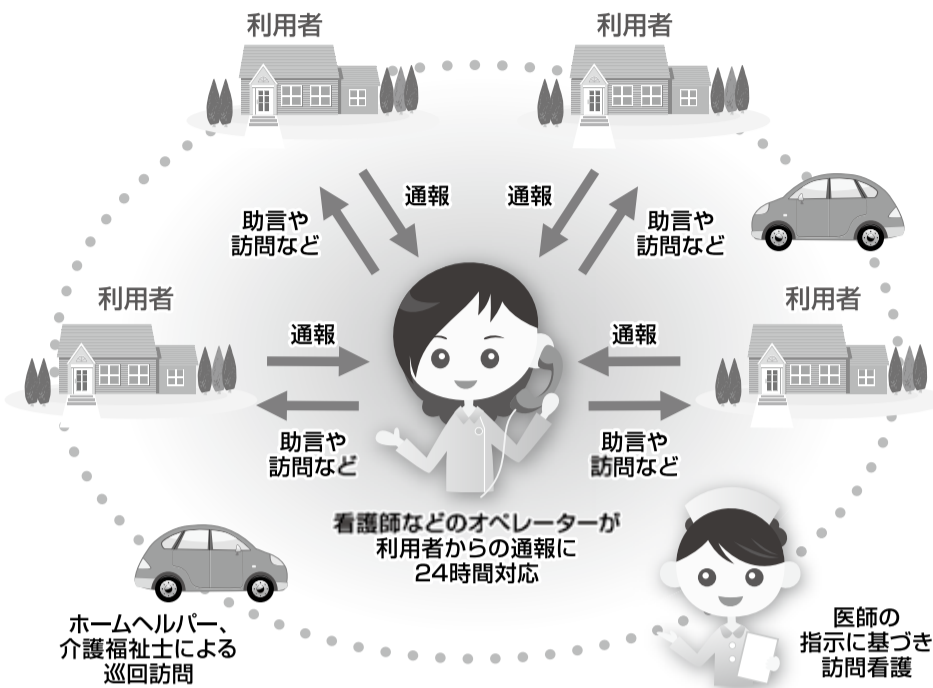 利用者
利用者
通報
通報
助言や
訪問など
助言や
訪問など
利用者
利用者
通報
通報
助言や
訪問など
助言や
訪問など
看護師などのオペレーターが
利用者からの通報に
24時間対応
ホームヘルパー、
介護福祉士による
巡回訪問
医師の
指示に基づき
訪問看護